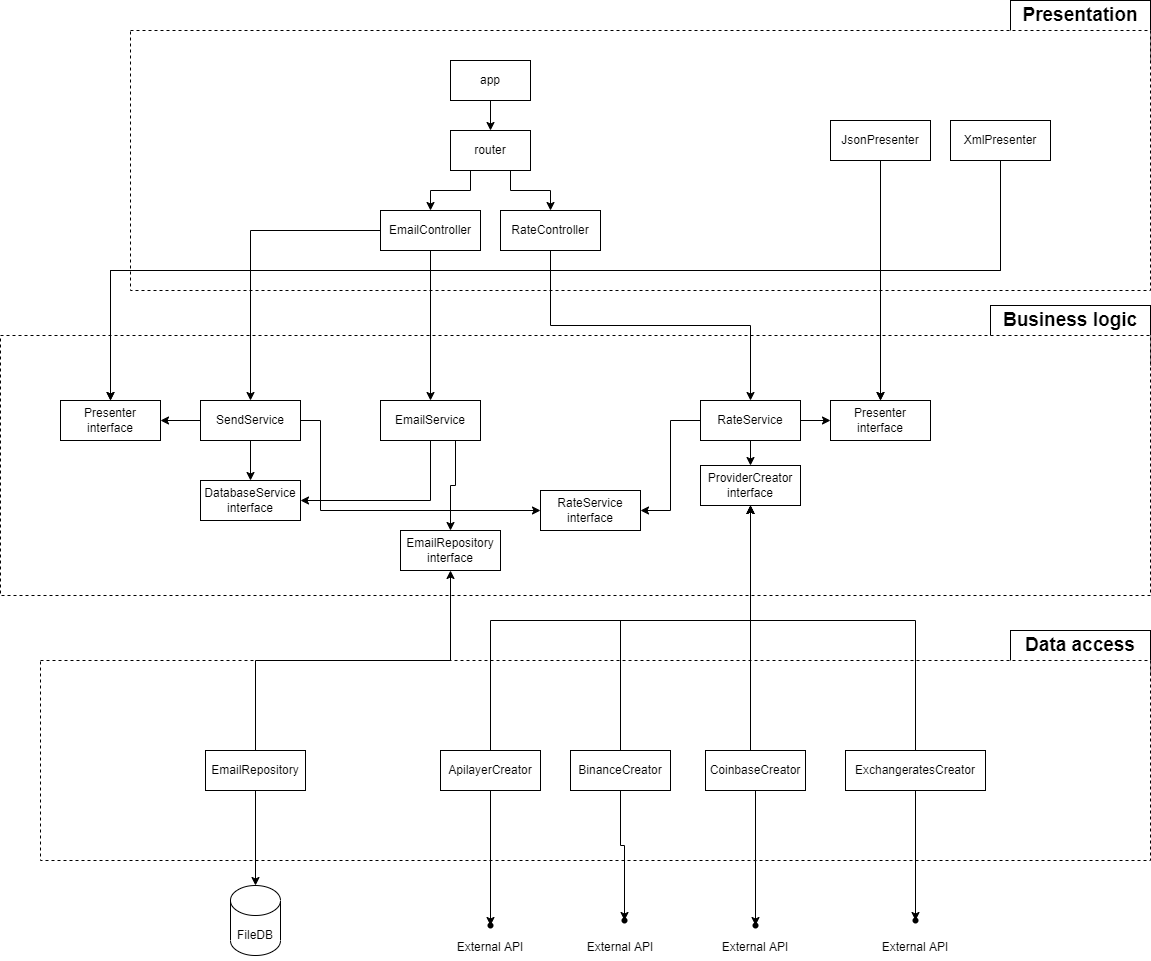 Presentation
app
router
JsonPresenter
XmlPresenter
EmailController
RateController
Business logic
Presenter
interface
SendService
EmailService
RateService
Presenter
interface
ProviderCreator
interface
DatabaseService
interface
RateService
interface
EmailRepository
interface
Data access
EmailRepository
ApilayerCreator
BinanceCreator
CoinbaseCreator
ExchangeratesCreator
FileDB
External API
External API
External API
External API